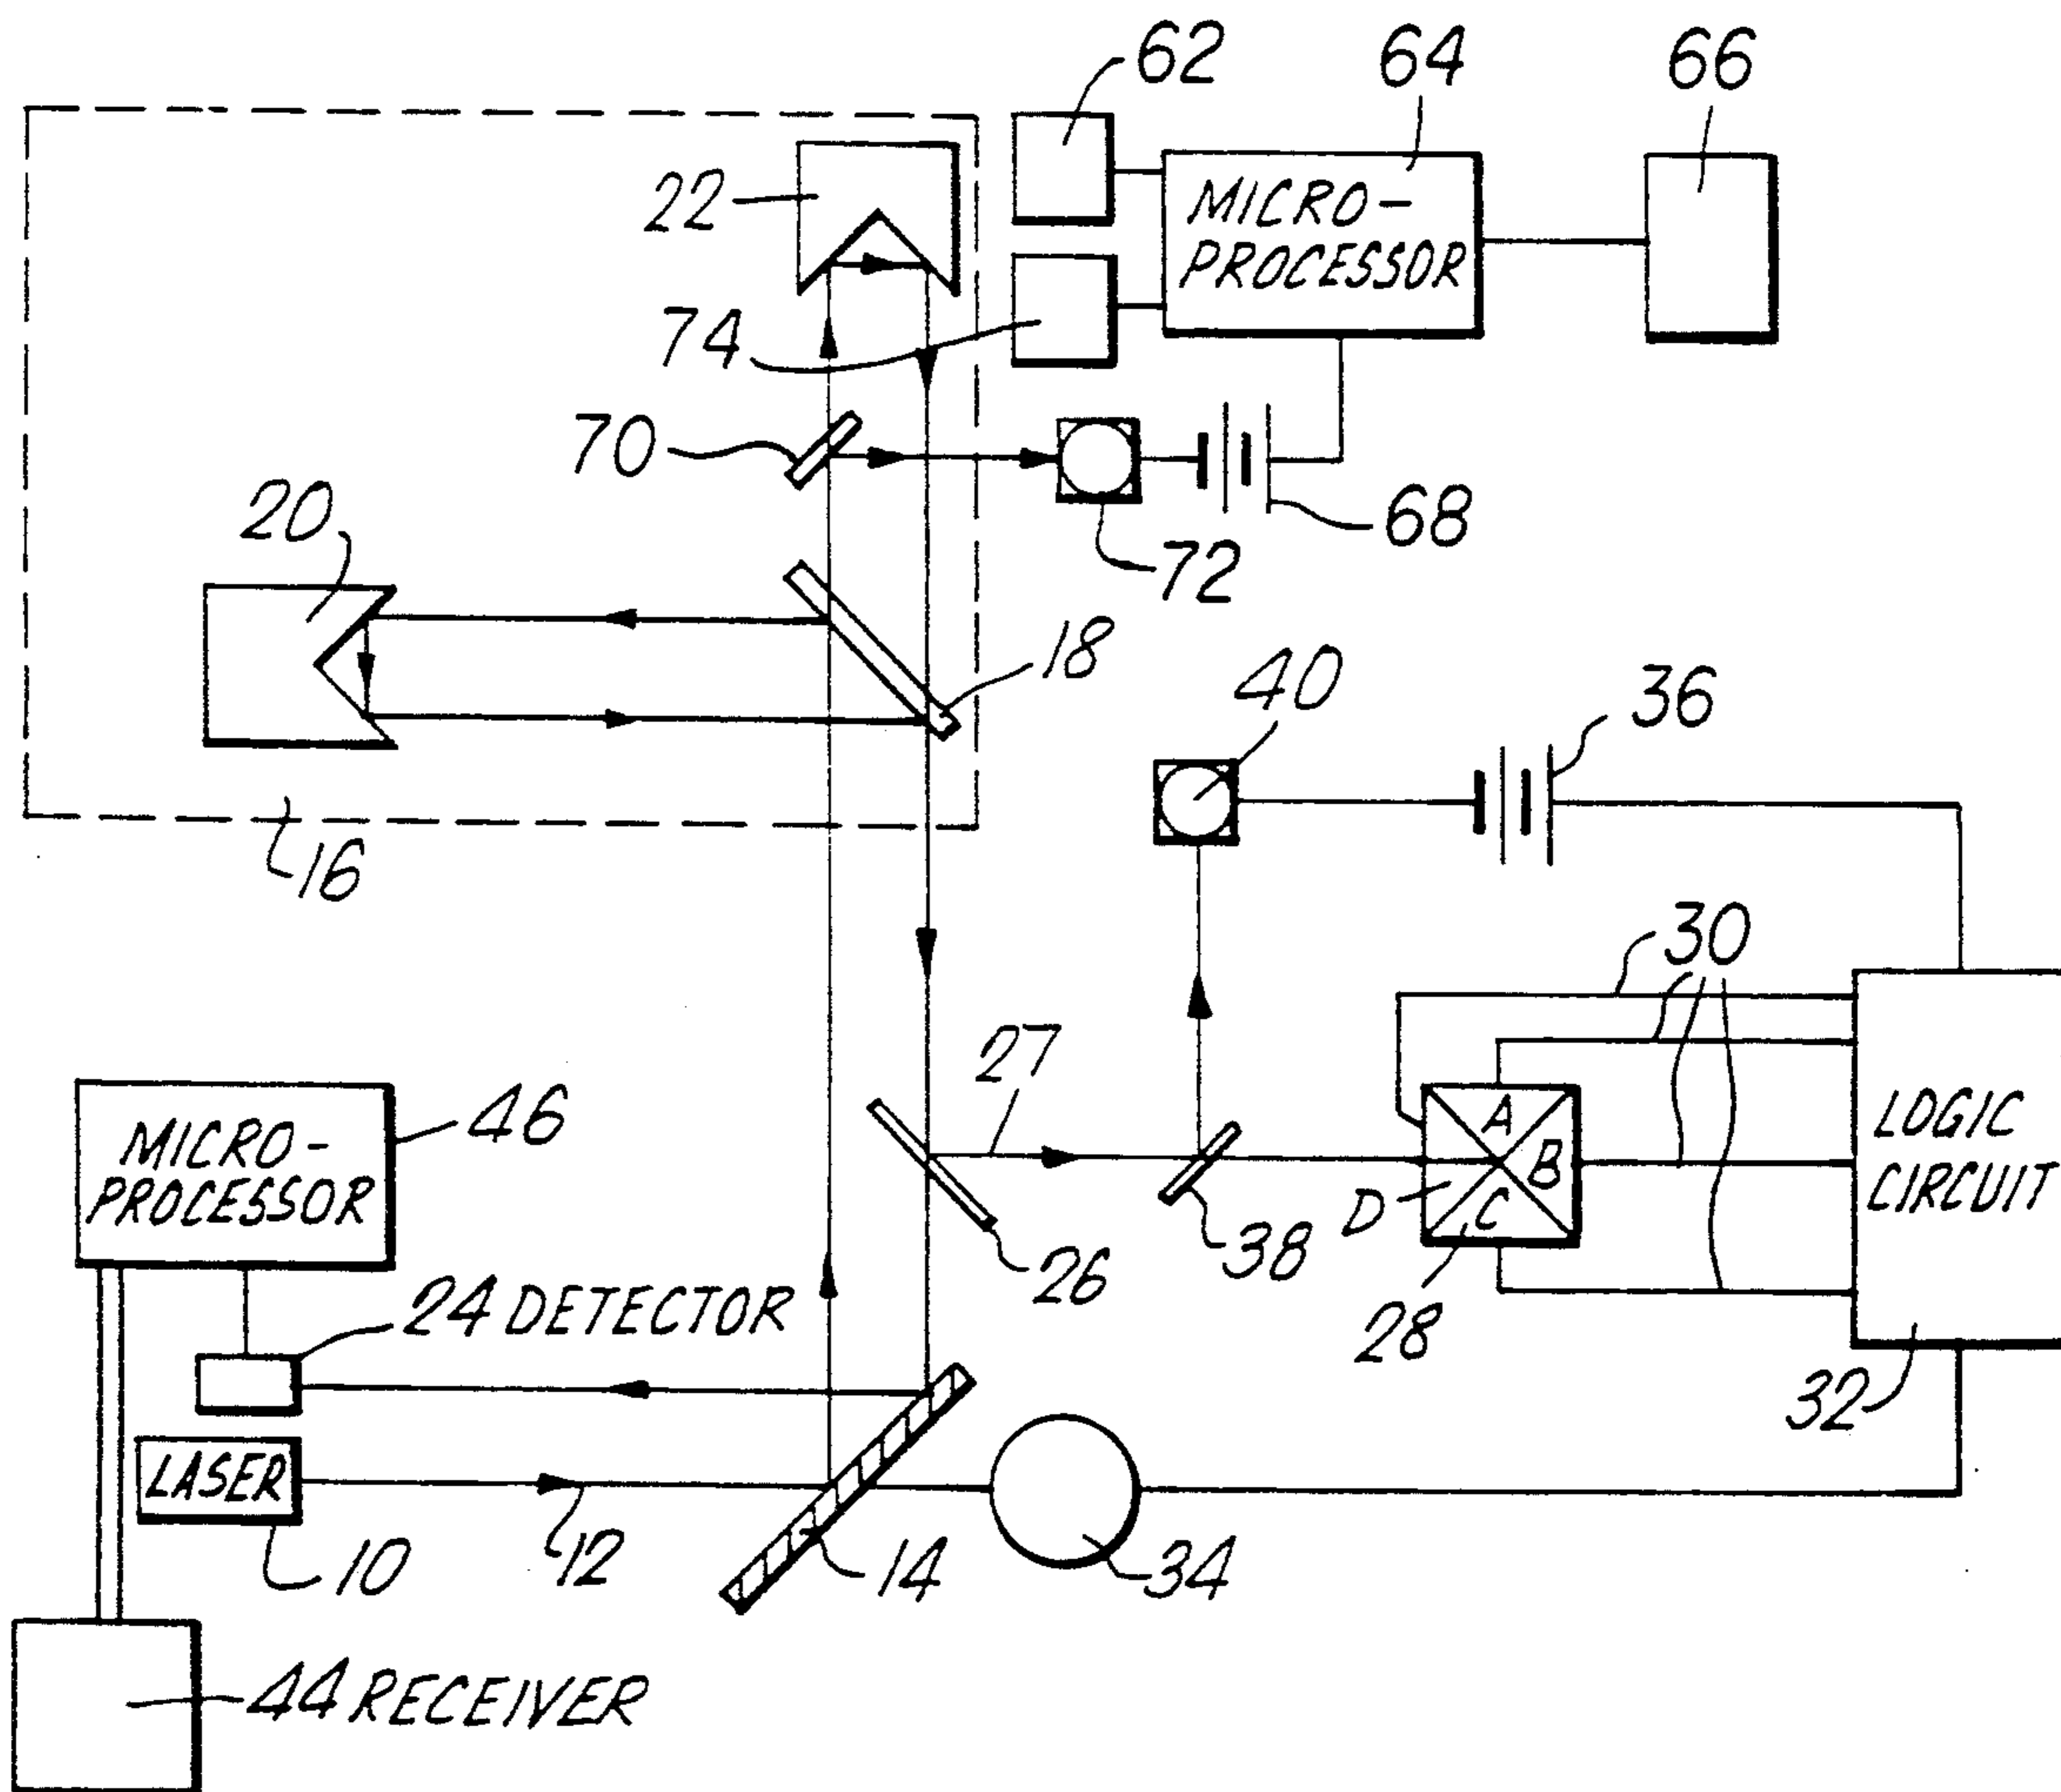 62
64
66
22
MICRO-
PROCESSOR
74
70
68
72
20
18
40
36
16
30
27
A
B
C
D
LOGIC
CIRCUIT
MICRO-
PROCESSOR
46
38
26
28
24 DETECTOR
32
LASER
10
12
14
34
44 RECEIVER